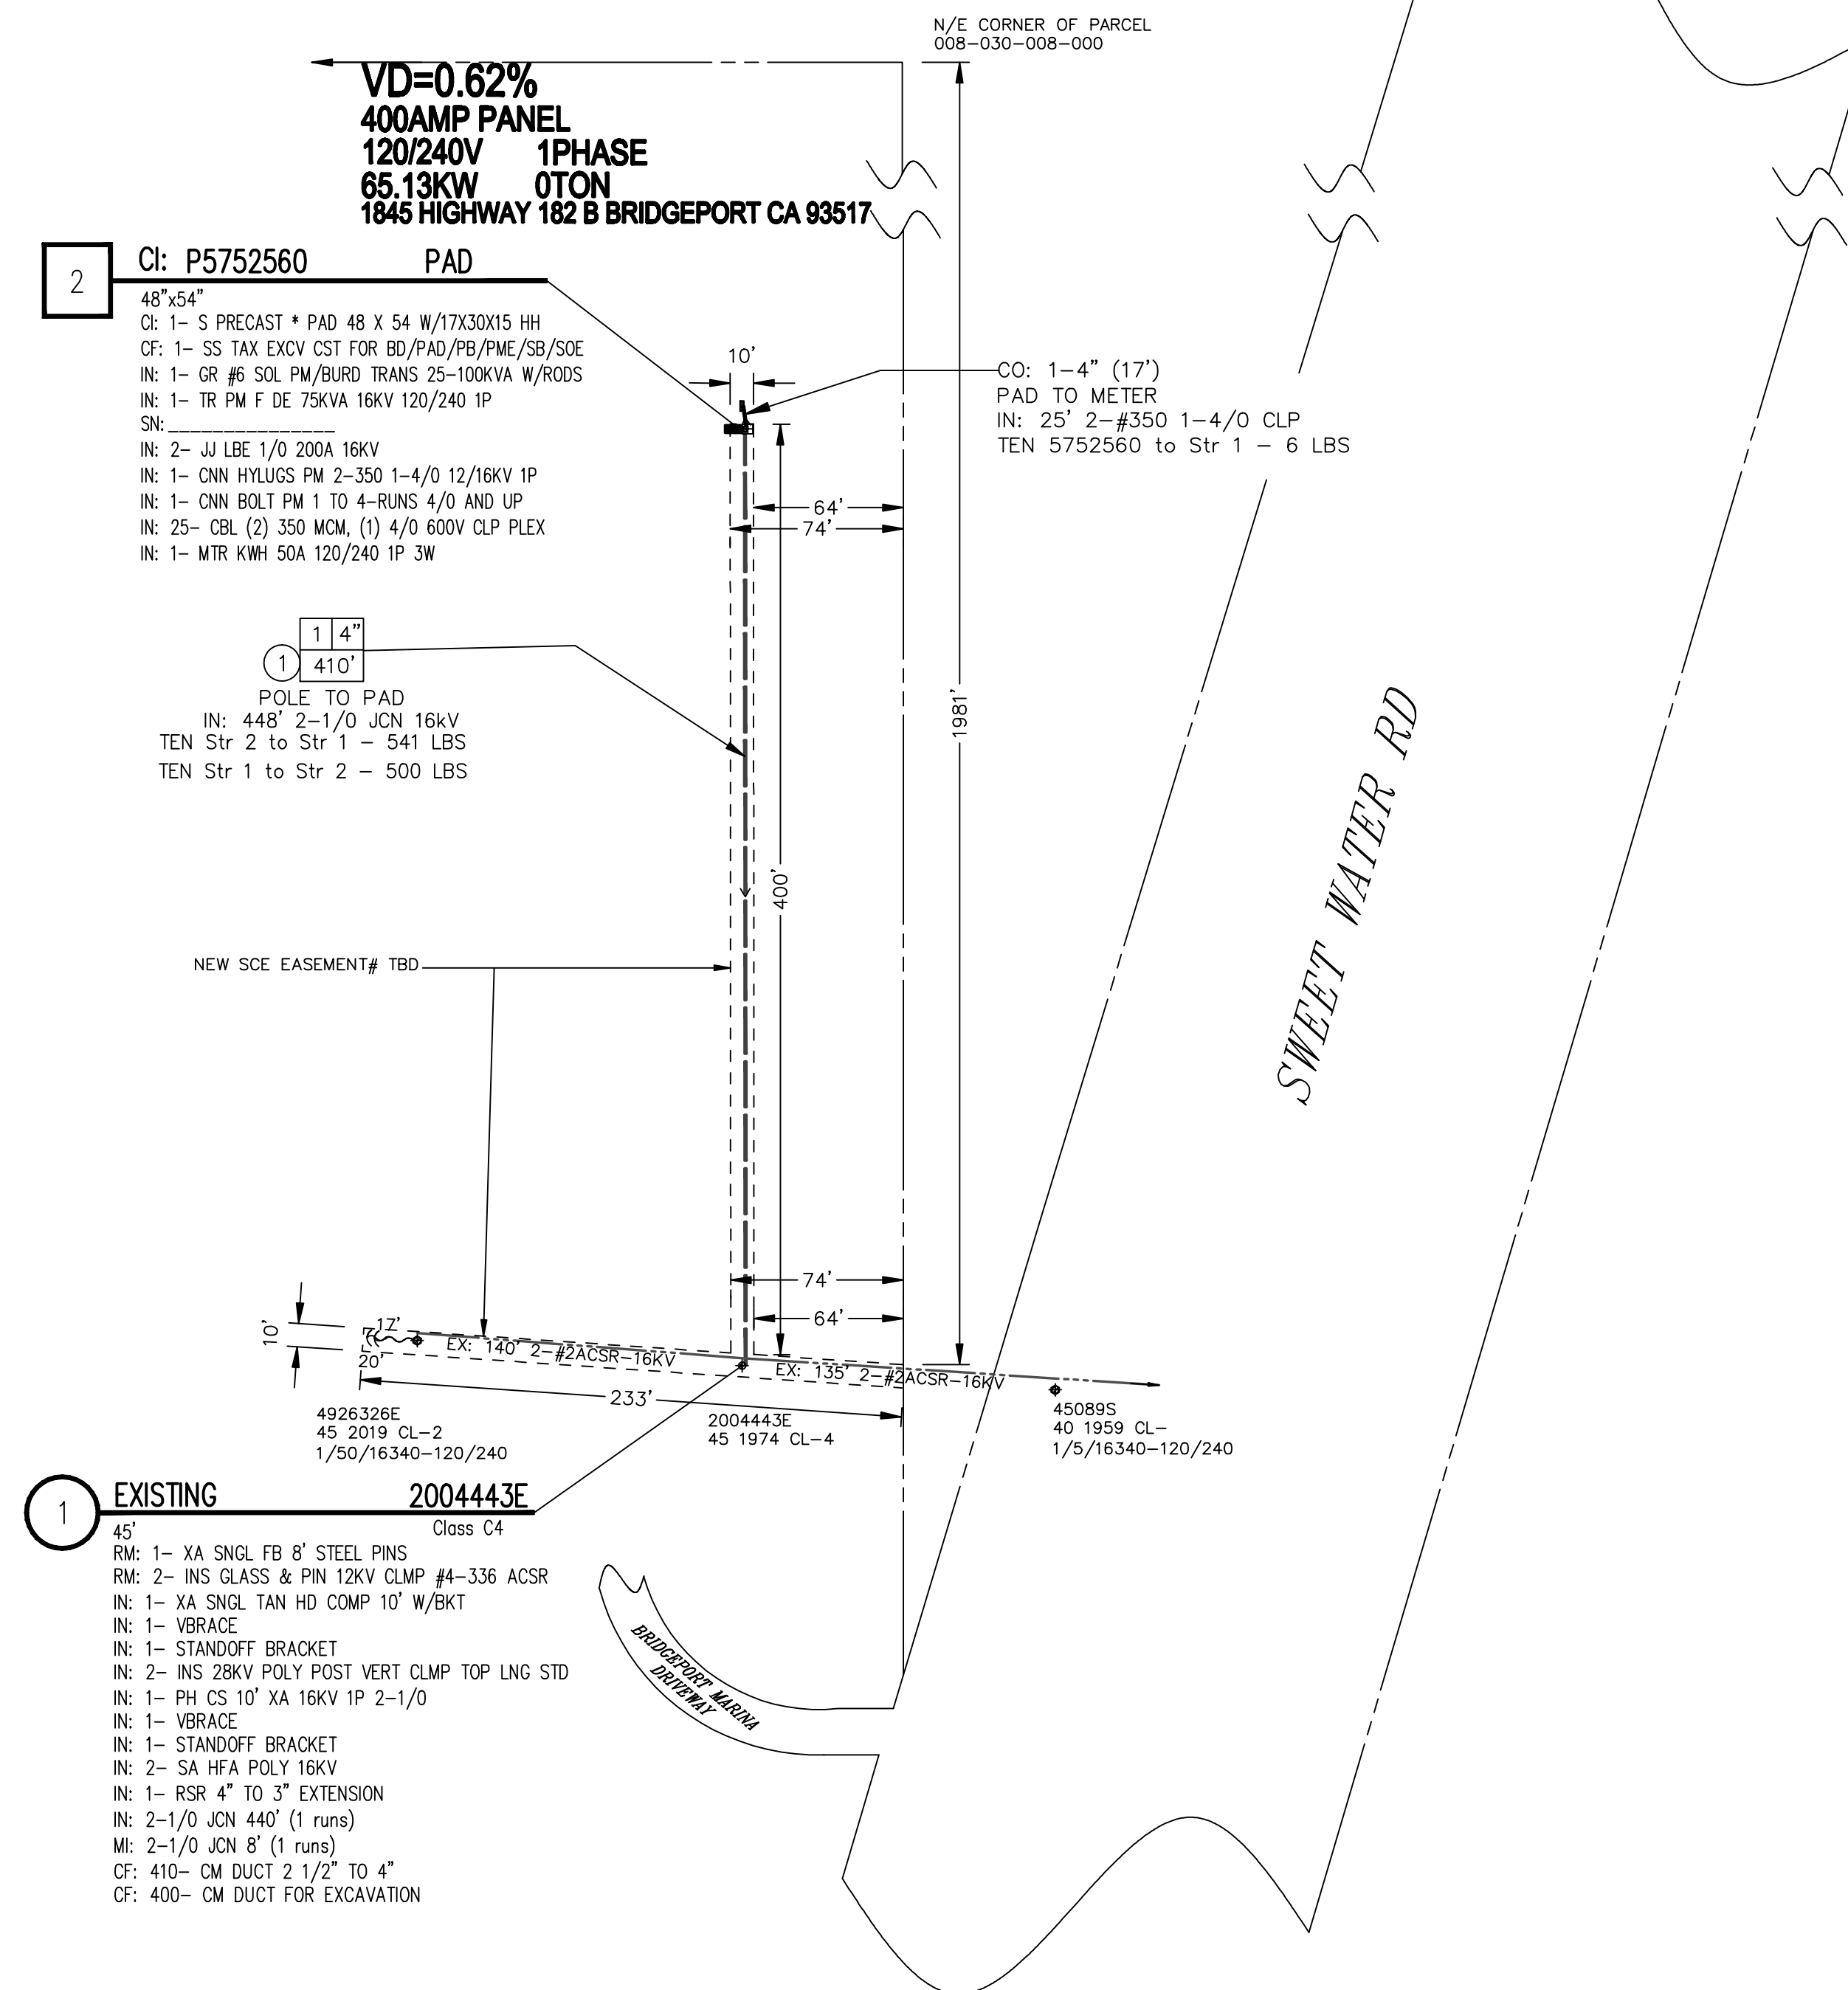 N/E CORNER OF PARCEL
008-030-008-000
VD=0.62%
400AMP PANEL
120/240V 1PHASE
65.13KW 0TON
1845 HIGHWAY 182 B BRIDGEPORT CA 93517
2
CI: P5752560 PAD
48"x54"
CI: 1- S PRECAST * PAD 48 X 54 W/17X30X15 HH
CF: 1- SS TAX EXCV CST FOR BD/PAD/PB/PME/SB/SOE
IN: 1- GR #6 SOL PM/BURD TRANS 25-100KVA W/RODS
IN: 1- TR PM F DE 75KVA 16KV 120/240 1P
SN:_______________
IN: 2- JJ LBE 1/0 200A 16KV
IN: 1- CNN HYLUGS PM 2-350 1-4/0 12/16KV 1P
IN: 1- CNN BOLT PM 1 TO 4-RUNS 4/0 AND UP
IN: 25- CBL (2) 350 MCM, (1) 4/0 600V CLP PLEX
IN: 1- MTR KWH 50A 120/240 1P 3W
10'
CO: 1-4" (17')
PAD TO METER
IN: 25' 2-#350 1-4/0 CLP
TEN 5752560 to Str 1 - 6 LBS
64'
74'
1 4"
1 410'
POLE TO PAD
IN: 448' 2-1/0 JCN 16kV
TEN Str 2 to Str 1 - 541 LBS
TEN Str 1 to Str 2 - 500 LBS
1981'
400'
SWEET WATER RD
NEW SCE EASEMENT# TBD
74'
64'
10'
17'
20'
EX: 140' 2-#2ACSR-16KV
EX: 135' 2-#2ACSR-16KV
233'
4926326E
45 2019 CL-2
1/50/16340-120/240
2004443E
45 1974 CL-4
45089S
40 1959 CL-
1/5/16340-120/240
1
EXISTING 2004443E
45' Class C4
RM: 1- XA SNGL FB 8' STEEL PINS
RM: 2- INS GLASS & PIN 12KV CLMP #4-336 ACSR
IN: 1- XA SNGL TAN HD COMP 10' W/BKT
IN: 1- VBRACE
IN: 1- STANDOFF BRACKET
IN: 2- INS 28KV POLY POST VERT CLMP TOP LNG STD
IN: 1- PH CS 10' XA 16KV 1P 2-1/0
IN: 1- VBRACE
IN: 1- STANDOFF BRACKET
IN: 2- SA HFA POLY 16KV
IN: 1- RSR 4" TO 3" EXTENSION
IN: 2-1/0 JCN 440' (1 runs)
MI: 2-1/0 JCN 8' (1 runs)
CF: 410- CM DUCT 2 1/2" TO 4"
CF: 400- CM DUCT FOR EXCAVATION
BRIDGEPORT MARINA
DRIVEWAY